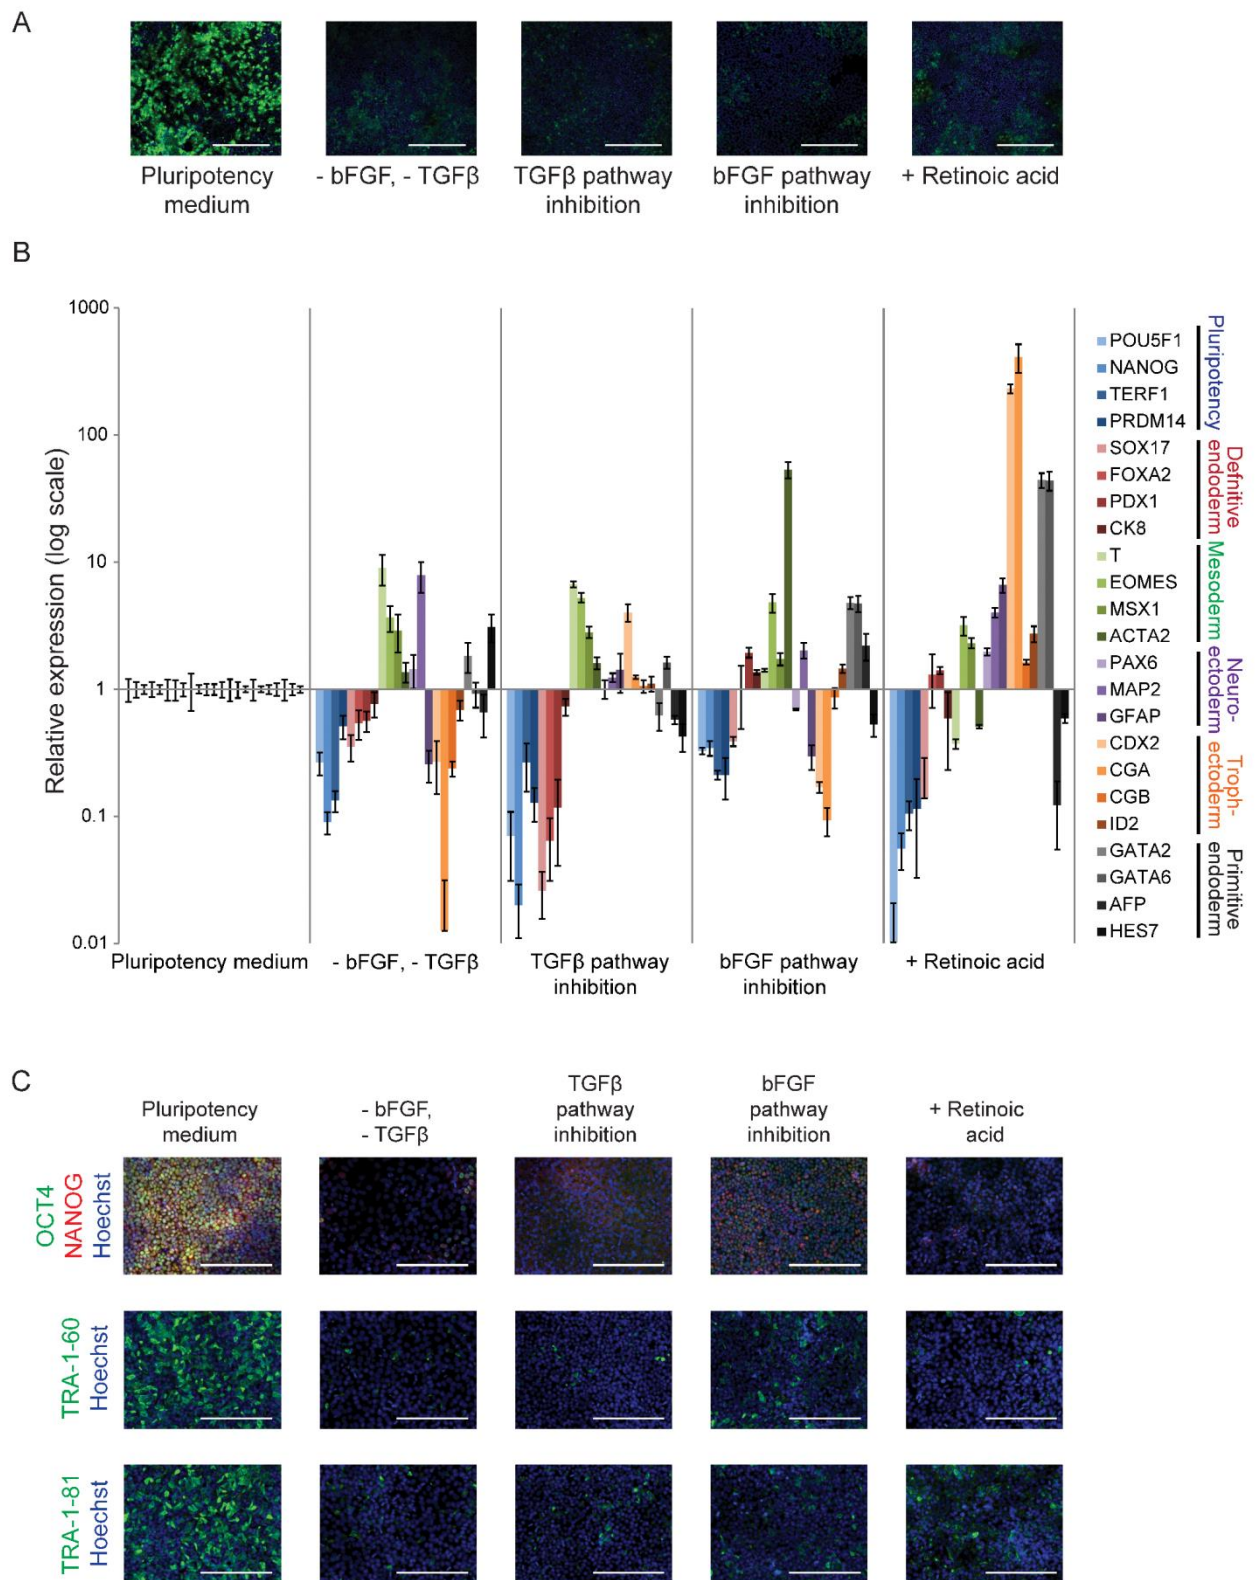 A
Pluripotency
medium
- bFGF, - TGFβ
TGFβ pathway
inhibition
bFGF pathway
inhibition
+ Retinoic acid
B
Relative expression (log scale)
1000
100
10
1
0.1
0.01
Pluripotency medium
- bFGF, - TGFβ
TGFβ pathway
inhibition
bFGF pathway
inhibition
+ Retinoic acid
POU5F1
NANOG
TERF1
PRDM14
SOX17
FOXA2
PDX1
CK8
T
EOMES
MSX1
ACTA2
PAX6
MAP2
GFAP
CDX2
CGA
CGB
ID2
GATA2
GATA6
AFP
HES7
Pluripotency
Defnitive
endoderm
Mesoderm
Neuro-
ectoderm
Troph-
ectoderm
Primitive
endoderm
C
Pluripotency
medium
- bFGF,
- TGFβ
TGFβ
pathway
inhibition
bFGF
pathway
inhibition
+ Retinoic
acid
OCT4
NANOG
Hoechst
TRA-1-60
Hoechst
TRA-1-81
Hoechst